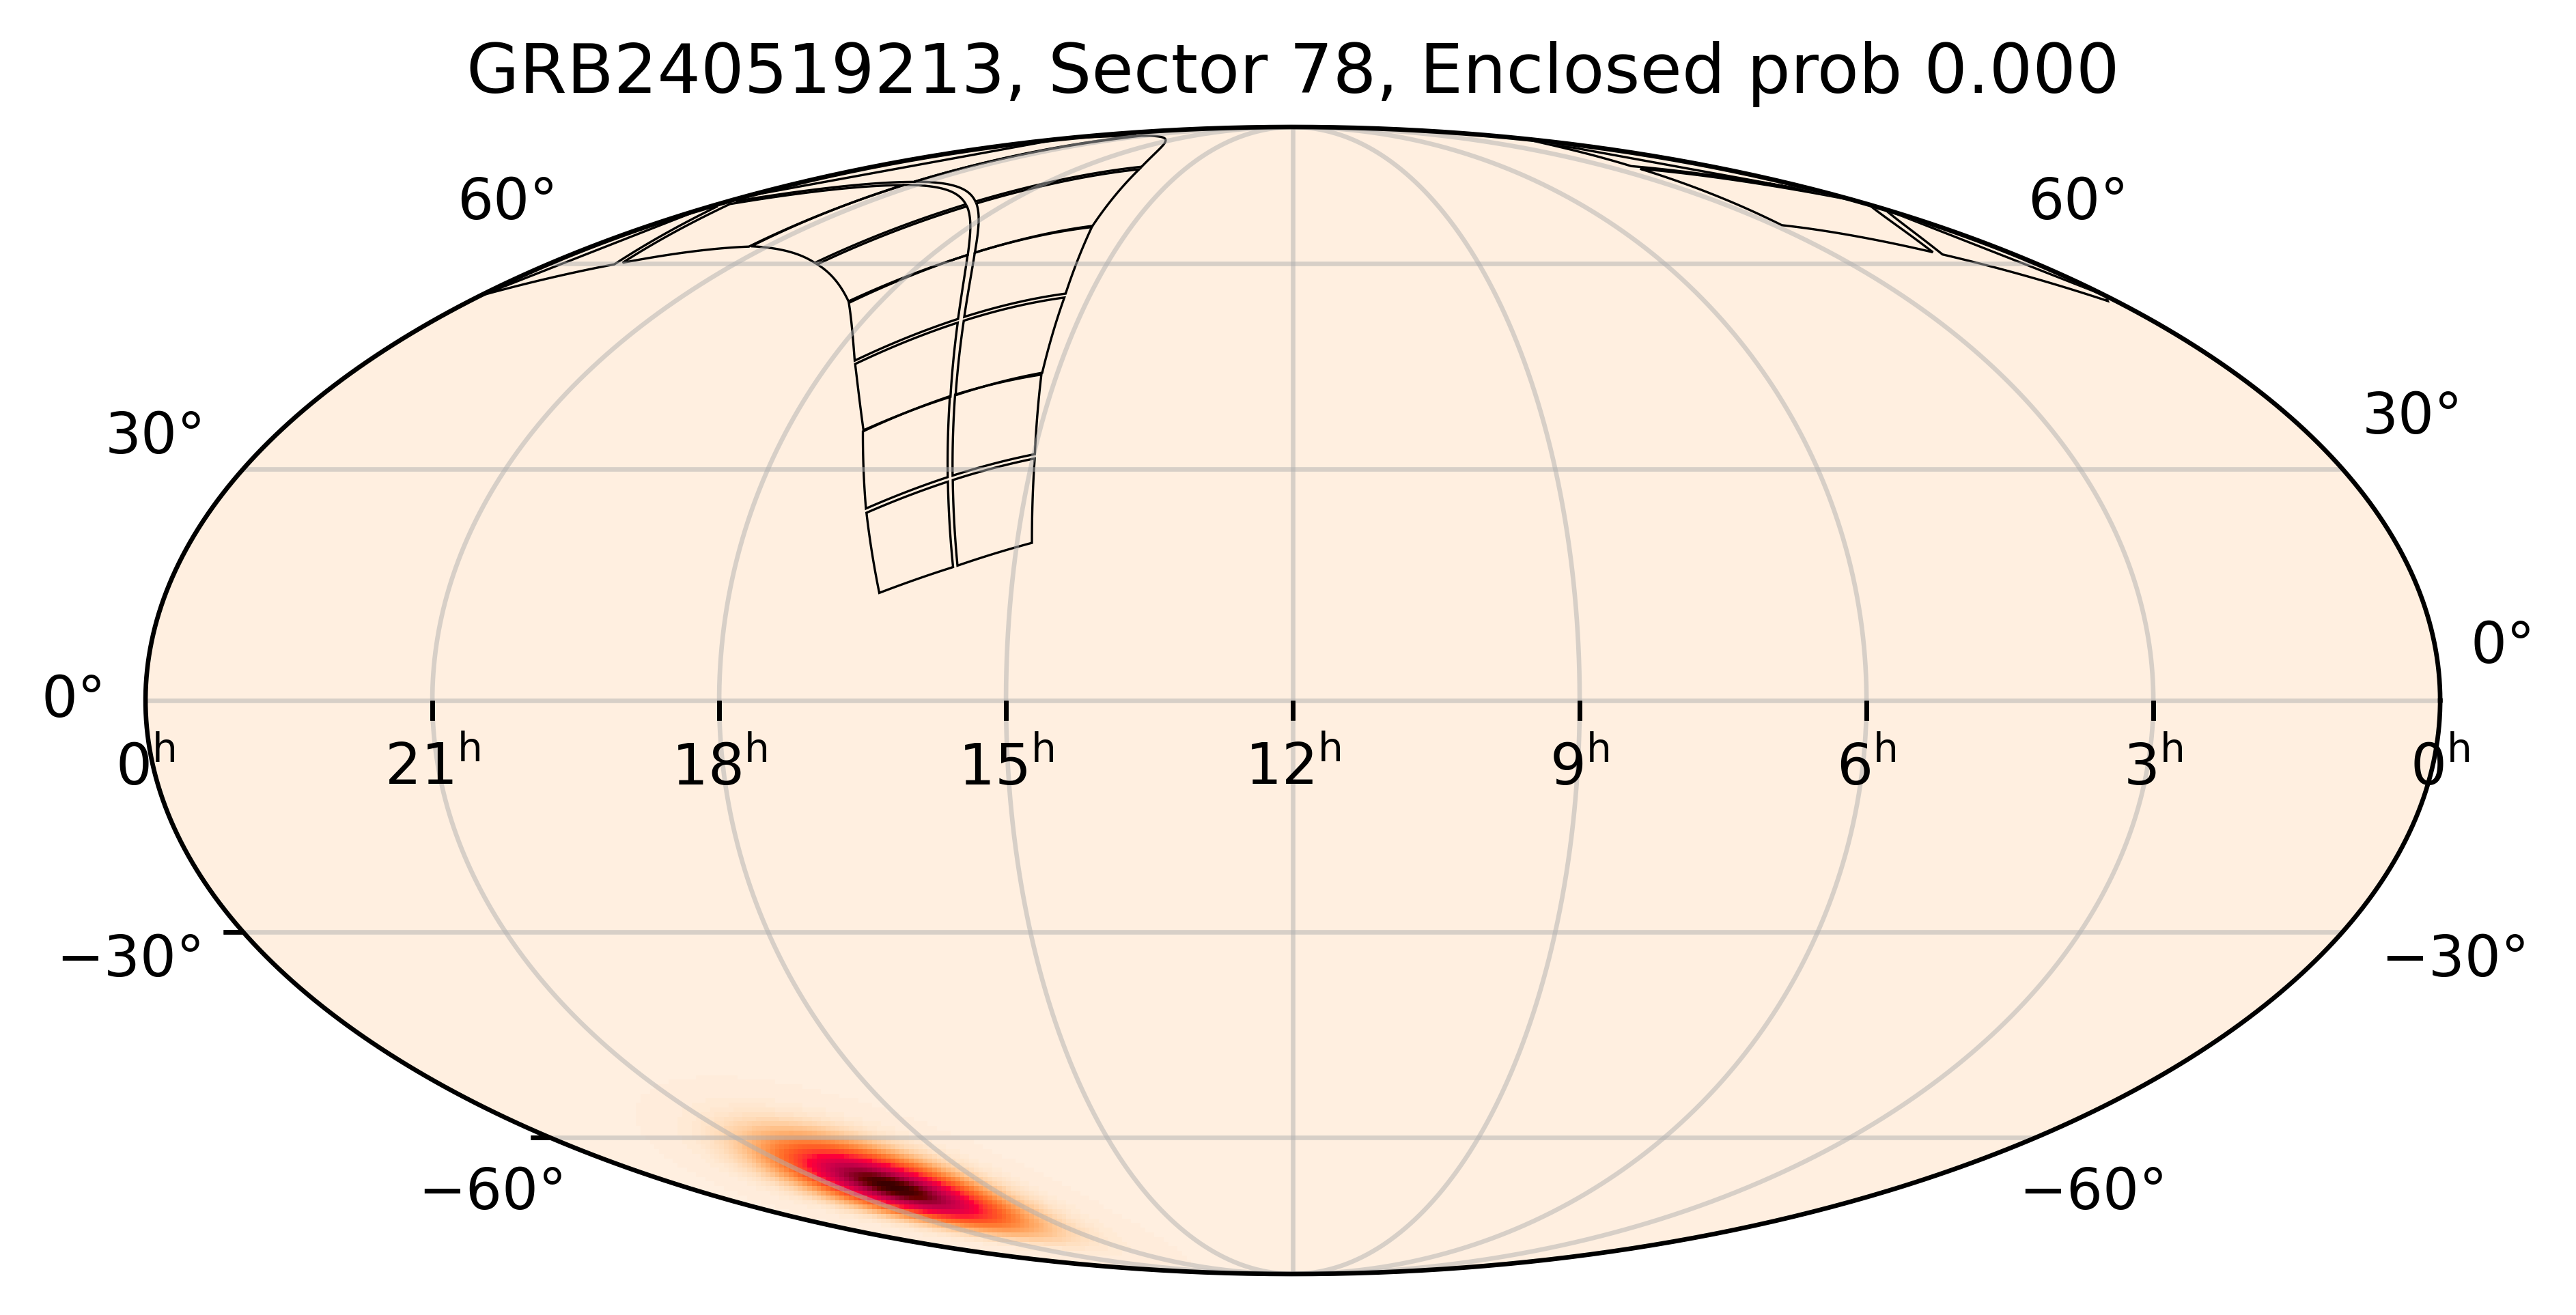 GRB240519213, Sector 78, Enclosed prob 0.000
60° 60°
30° 30°
0° 0°
0ʰ 21ʰ 18ʰ 15ʰ 12ʰ 9ʰ 6ʰ 3ʰ 0ʰ
−30° −30°
−60° −60°